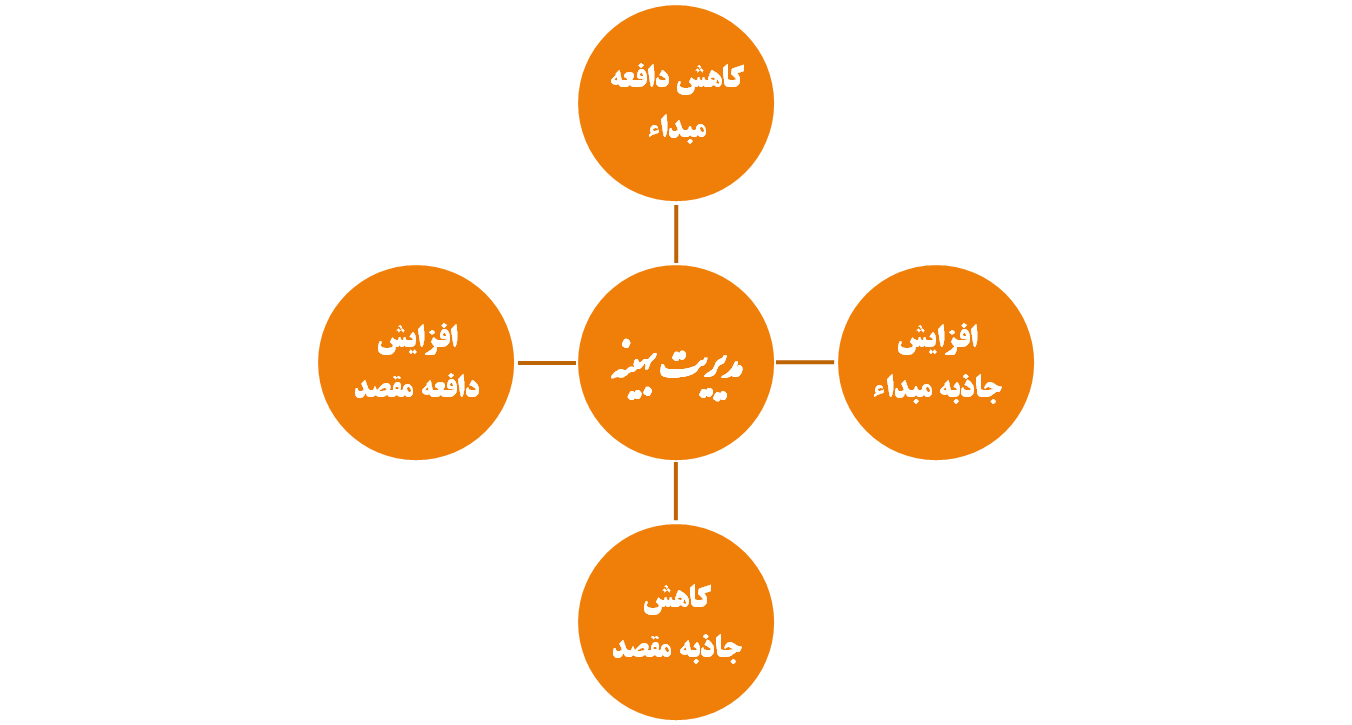 کاهش دافعه
مبداء
افزایش
جاذبه مبداء
مدیریت بهینه
افزایش
دافعه مقصد
کاهش
جاذبه مقصد